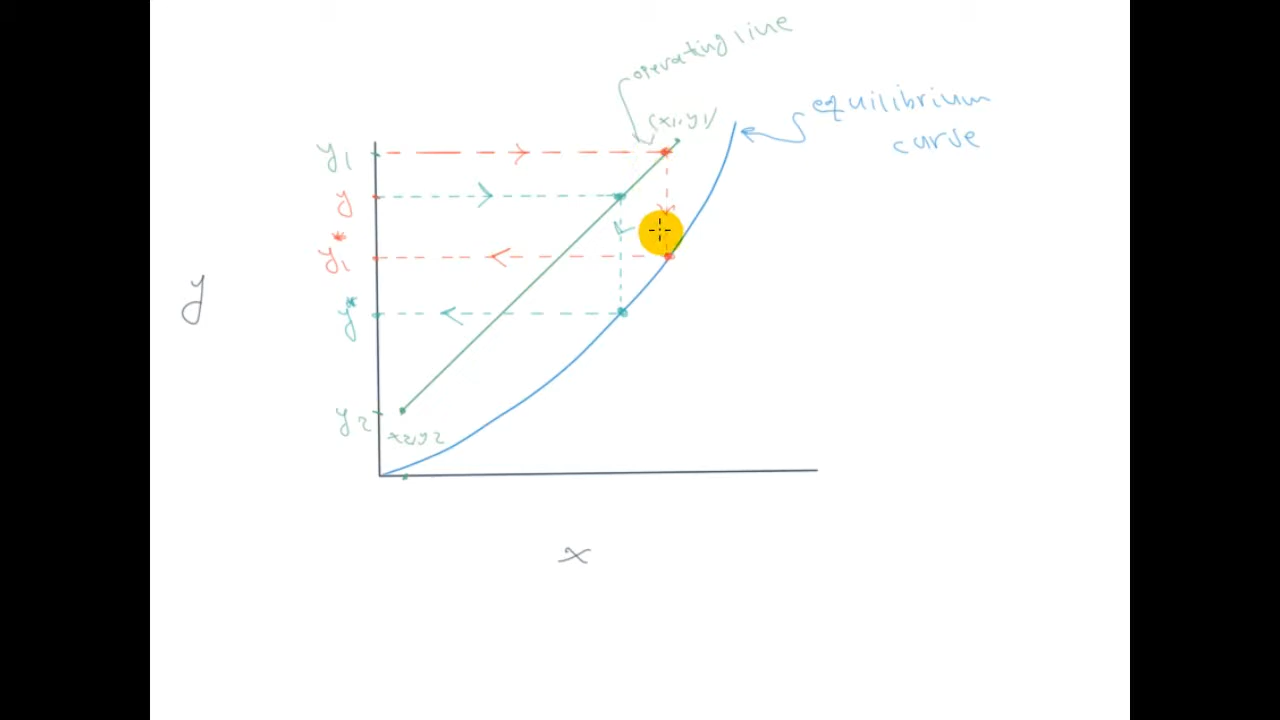 operating line
equilibrium
curve
(x1,y1)
y1
y
y1*
y*
y
y2
x2,y2
x